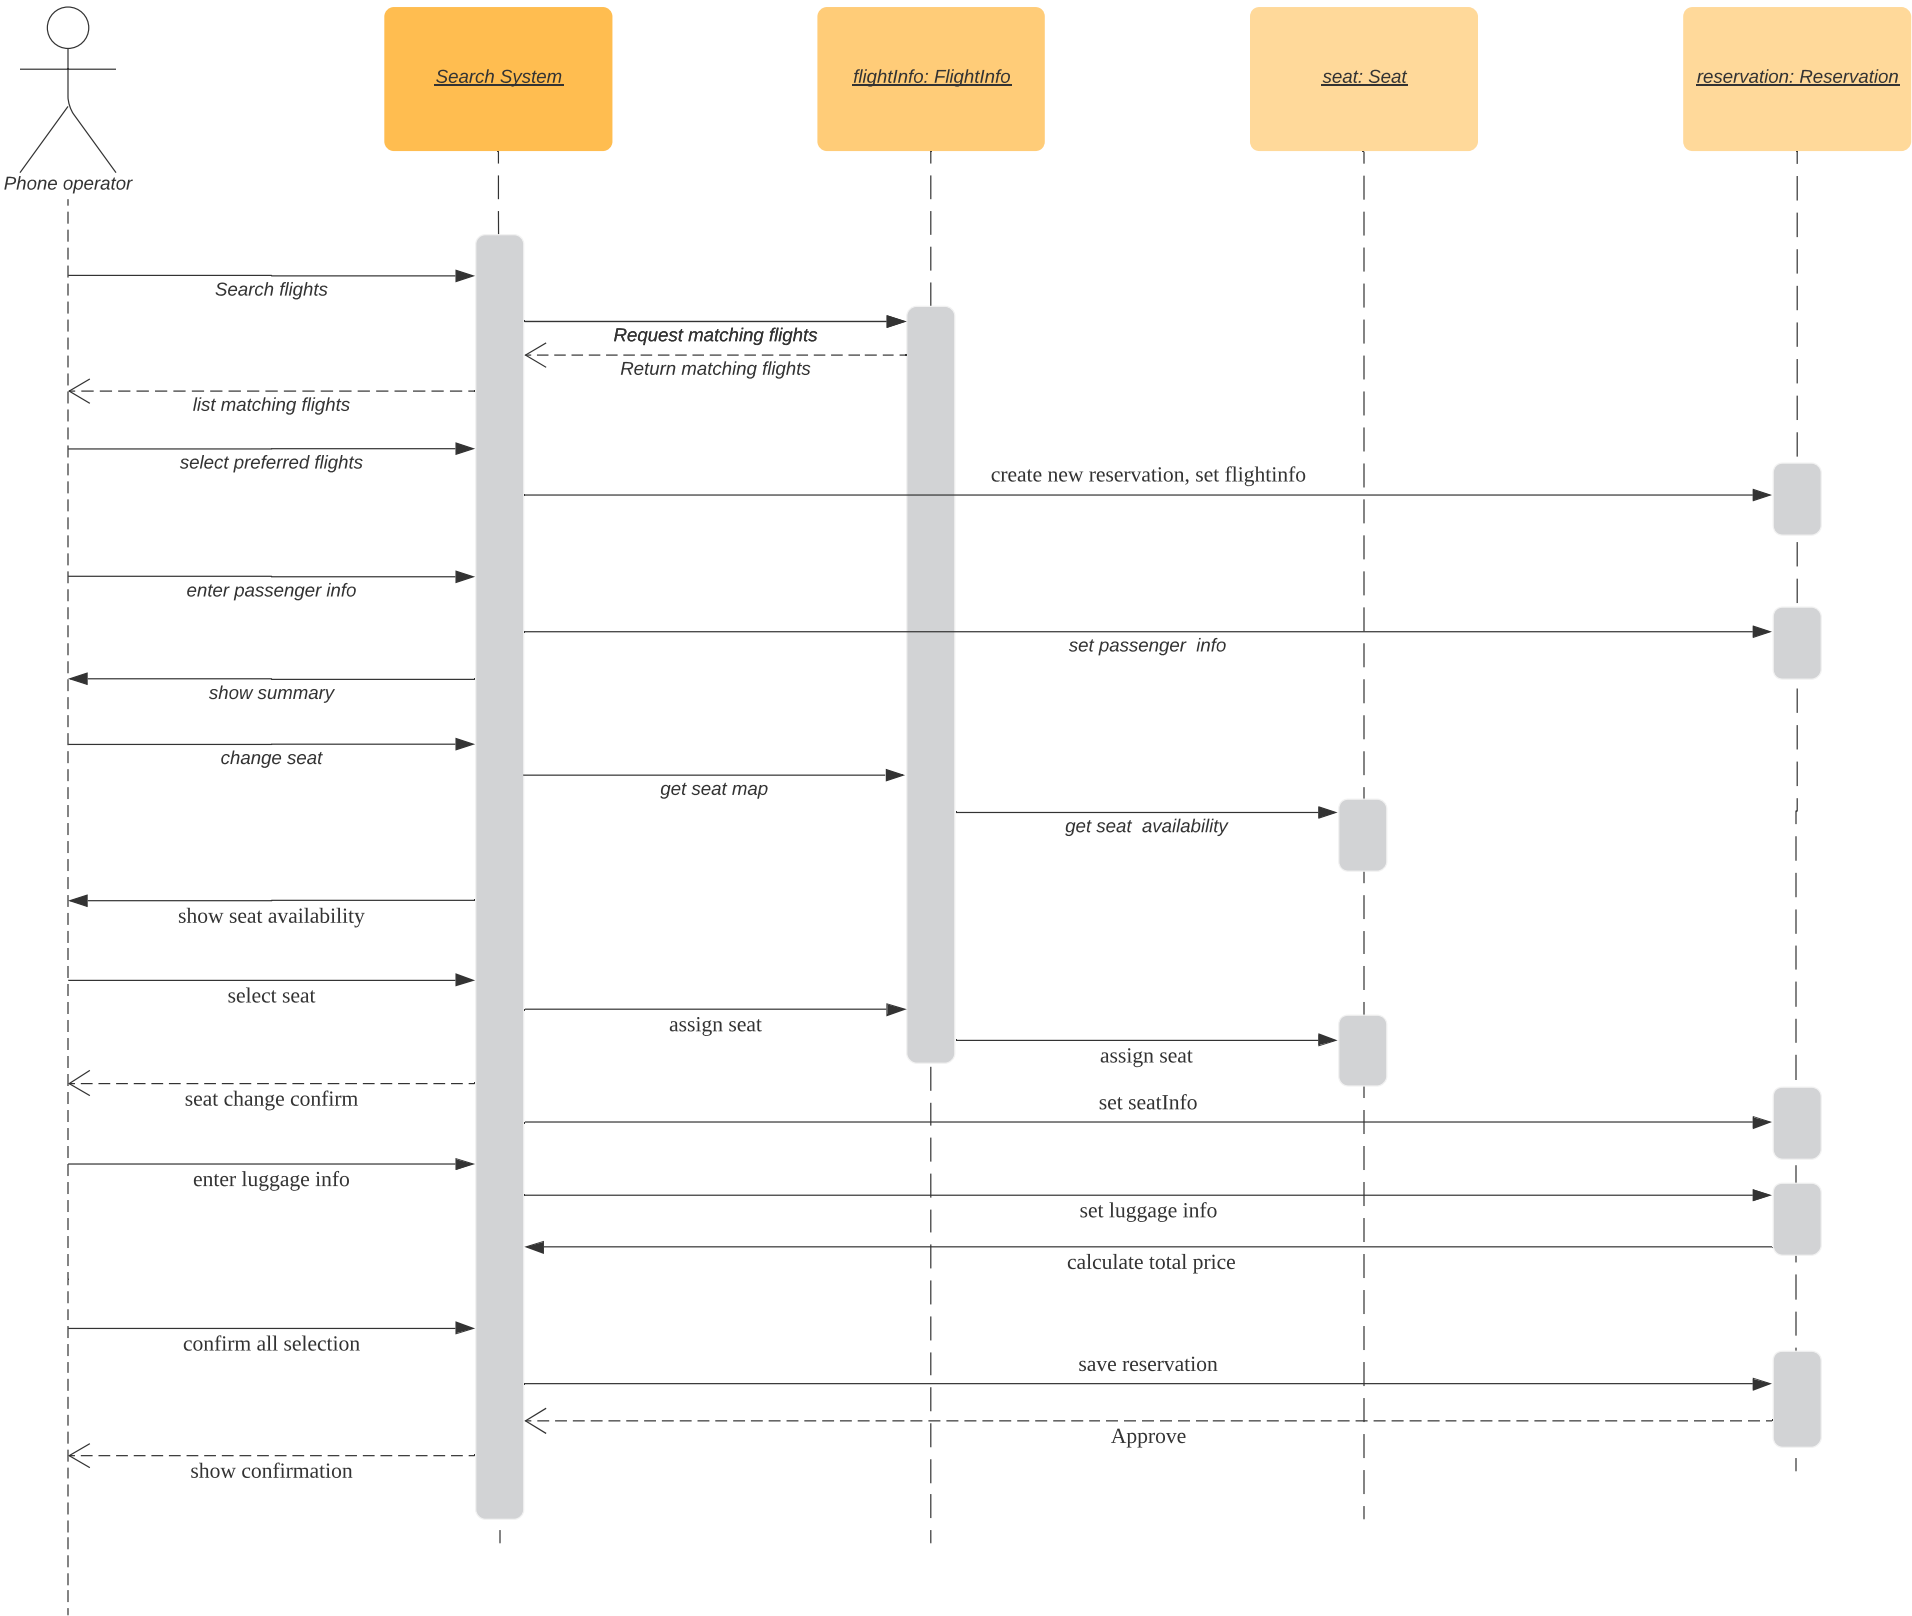 Search System
flightInfo: FlightInfo
seat: Seat
reservation: Reservation
Phone operator
Search flights
Request matching flights
Return matching flights
list matching flights
select preferred flights
create new reservation, set flightinfo
enter passenger info
set passenger  info
show summary
change seat
get seat map
get seat  availability
show seat availability
select seat
assign seat
assign seat
seat change confirm
set seatInfo
enter luggage info
set luggage info
calculate total price
confirm all selection
save reservation
Approve
show confirmation